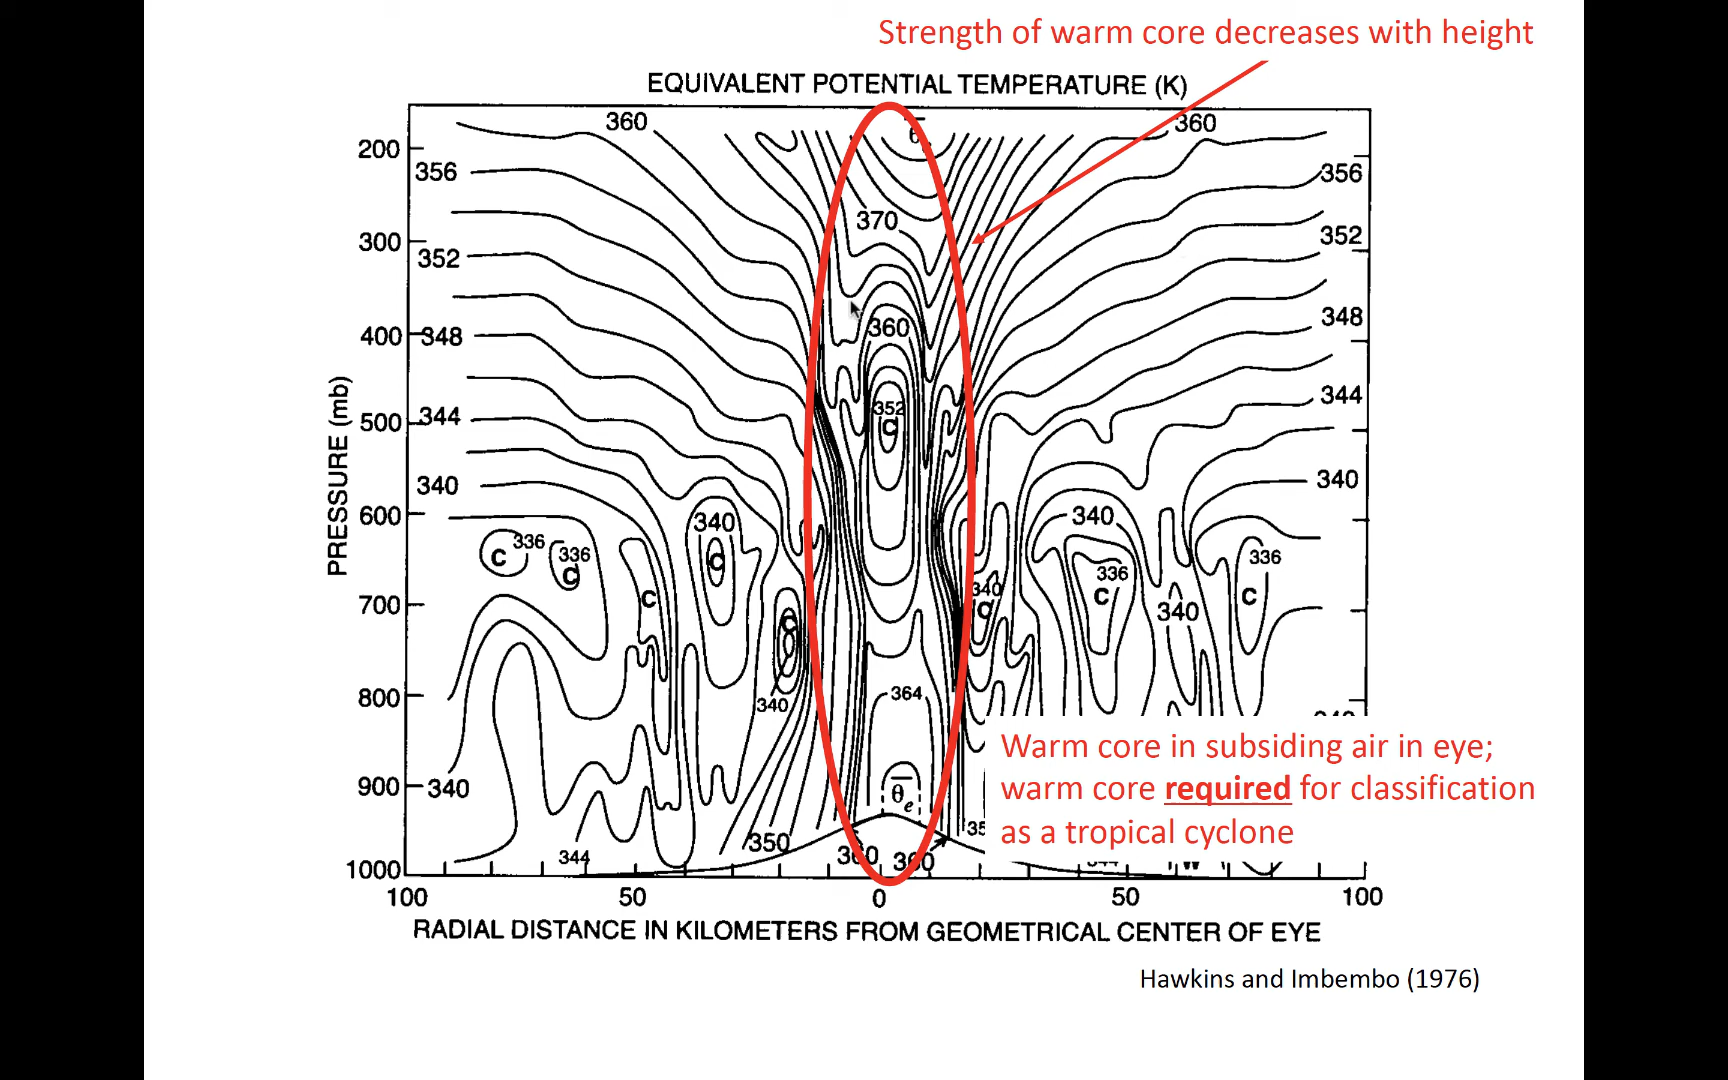 Strength of warm core decreases with height
EQUIVALENT POTENTIAL TEMPERATURE (K)
360
360
200
356
356
370
300
352
352
360
348
400
348
352
C
344
500
344
340
340
600
340
340
C
336
336
C
C
C
336
C
336
C
340
C
340
C
700
C
364
800
340
θe
900
340
350
344
360
360
1000
100
50
0
50
100
PRESSURE (mb)
RADIAL DISTANCE IN KILOMETERS FROM GEOMETRICAL CENTER OF EYE
Warm core in subsiding air in eye;
warm core required for classification
as a tropical cyclone
Hawkins and Imbembo (1976)